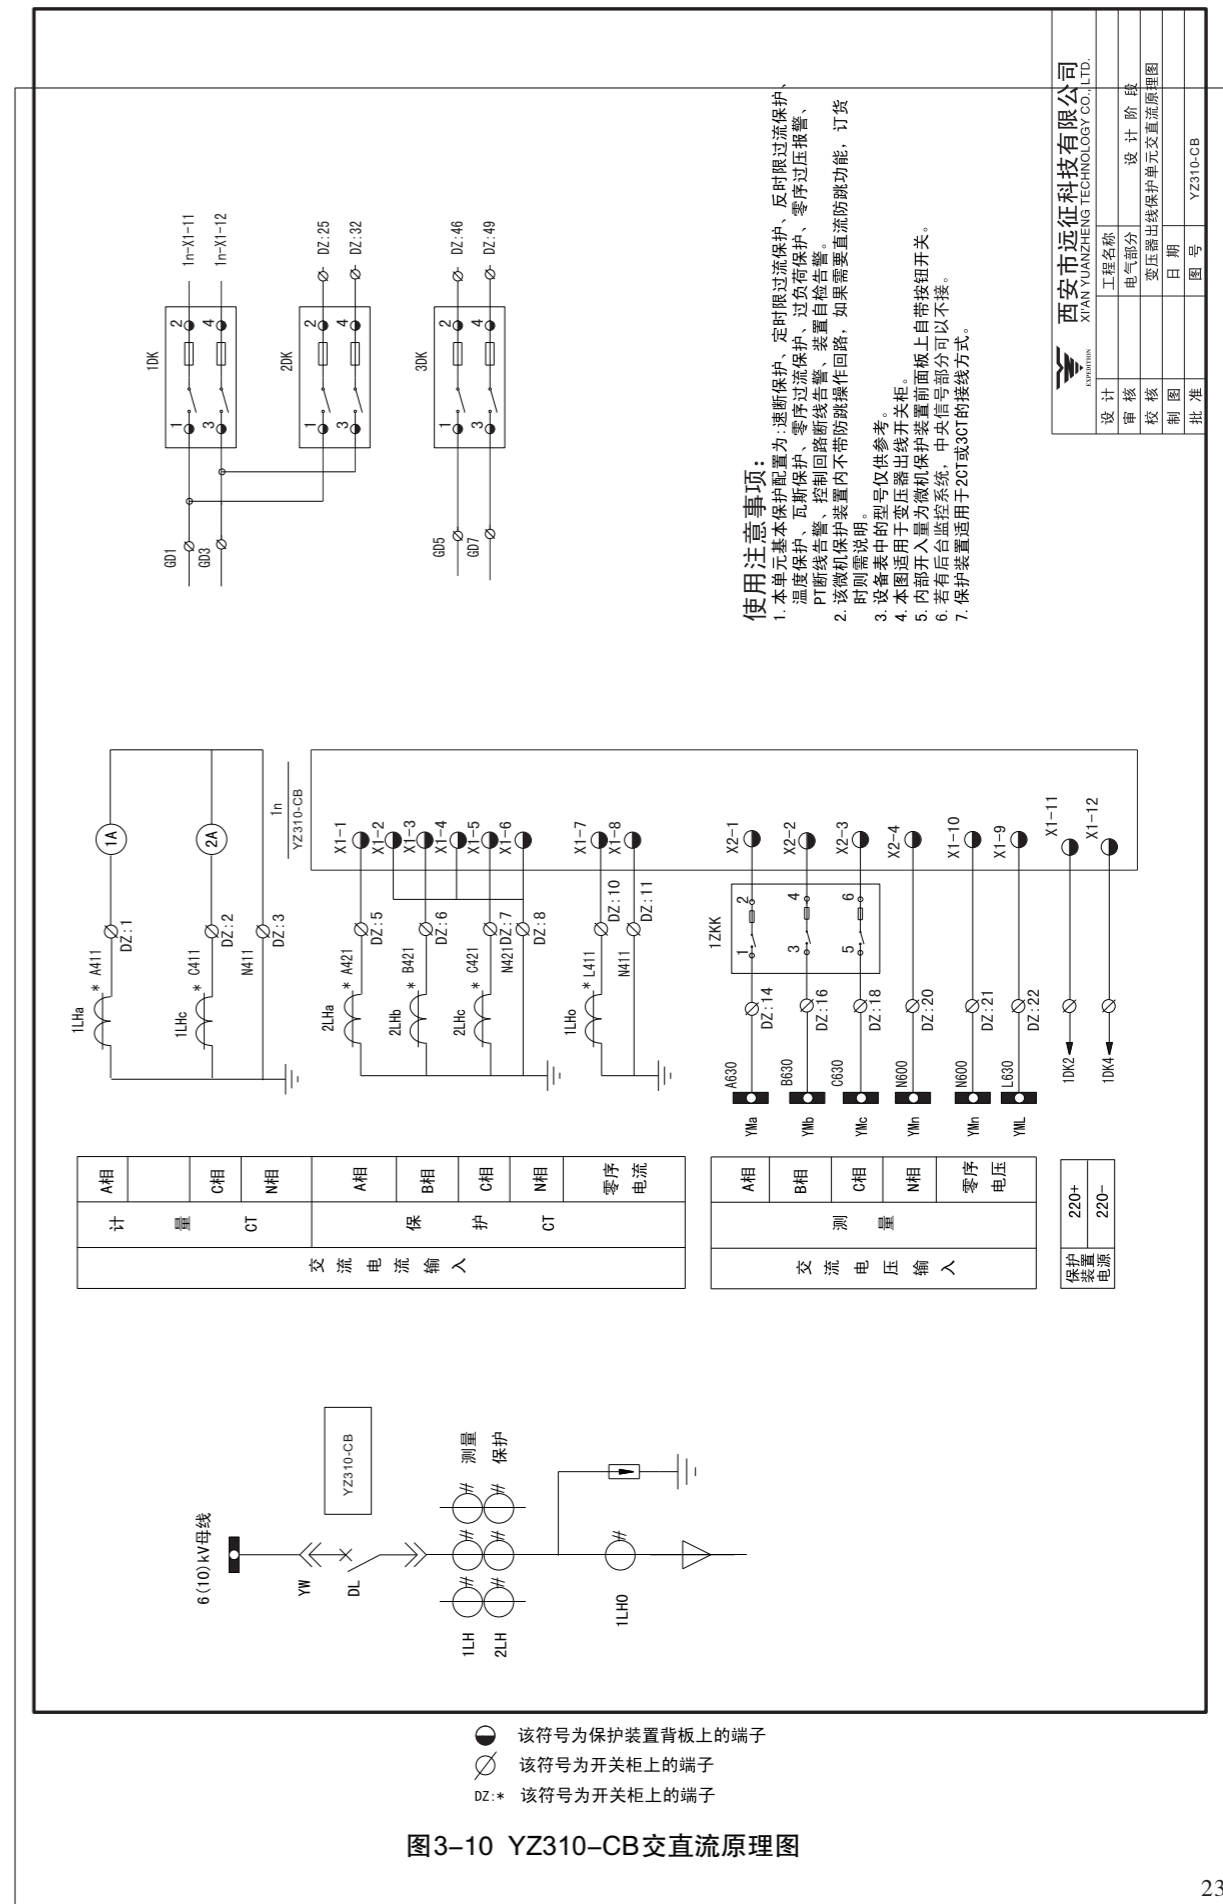 6(10)kV母线
YZ310-CB
YW
DL
测量
保护
1LH
2LH
1LH0
A相
C相
N相
A相
B相
C相
N相
零序
电流
计 量 CT
保 护 CT
交 流 电 流 输 入
A相
B相
C相
N相
零序
电压
测 量
交 流 电 压 输 入
220+
220-
保护
装置
电源
1LHa
* A411
DZ:1
1A
1LHc
* C411
DZ:2
2A
N411
DZ:3
1n
YZ310-CB
2LHa
* A421
DZ:5
X1-1
X1-2
2LHb
* B421
DZ:6
X1-3
X1-4
2LHc
* C421
DZ:7
X1-5
N421
DZ:8
X1-6
1LHo
* L411
DZ:10
X1-7
N411
DZ:11
X1-8
1ZKK
YMa
A630
DZ:14
1
2
X2-1
YMb
B630
DZ:16
3
4
X2-2
YMc
C630
DZ:18
5
6
X2-3
YMn
N600
DZ:20
X2-4
YMn
N600
DZ:21
X1-10
YML
L630
DZ:22
X1-9
1DK2
X1-11
1DK4
X1-12
1DK
GD1
1
2
1n-X1-11
GD3
3
4
1n-X1-12
2DK
1
2
DZ:25
3
4
DZ:32
3DK
GD5
1
2
DZ:46
GD7
3
4
DZ:49
使用注意事项:
1. 本单元基本保护配置为:速断保护、定时限过流保护、反时限过流保护、
温度保护、瓦斯保护、零序过流保护、过负荷保护、零序过压报警、
PT断线告警、控制回路断线告警、装置自检告警。
2. 该微机保护装置内不带防跳操作回路，如果需要直流防跳功能，订货
时则需说明。
3. 设备表中的型号仅供参考。
4. 本图适用于变压器出线开关柜。
5. 内部开入量为微机保护装置前面板上自带按钮开关。
6. 若有后台监控系统，中央信号部分可以不接。
7. 保护装置适用于2CT或3CT的接线方式。
EXPEDITION
西安市远征科技有限公司
XI'AN YUANZHENG TECHNOLOGY CO., LTD.
设 计
工程名称
审 核
电气部分
设 计 阶 段
校 核
变压器出线保护单元交直流原理图
制 图
日 期
批 准
图 号
YZ310-CB
该符号为保护装置背板上的端子
该符号为开关柜上的端子
DZ:* 该符号为开关柜上的端子
图3-10 YZ310-CB交直流原理图
23